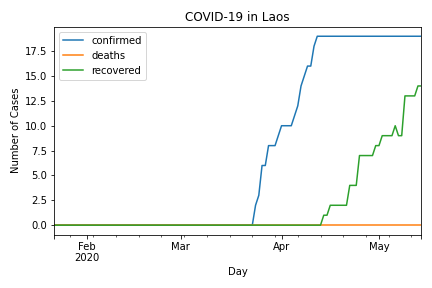 COVID-19 in Laos
confirmed
deaths
recovered
Number of Cases
17.5
15.0
12.5
10.0
7.5
5.0
2.5
0.0
Feb
2020
Mar
Apr
May
Day